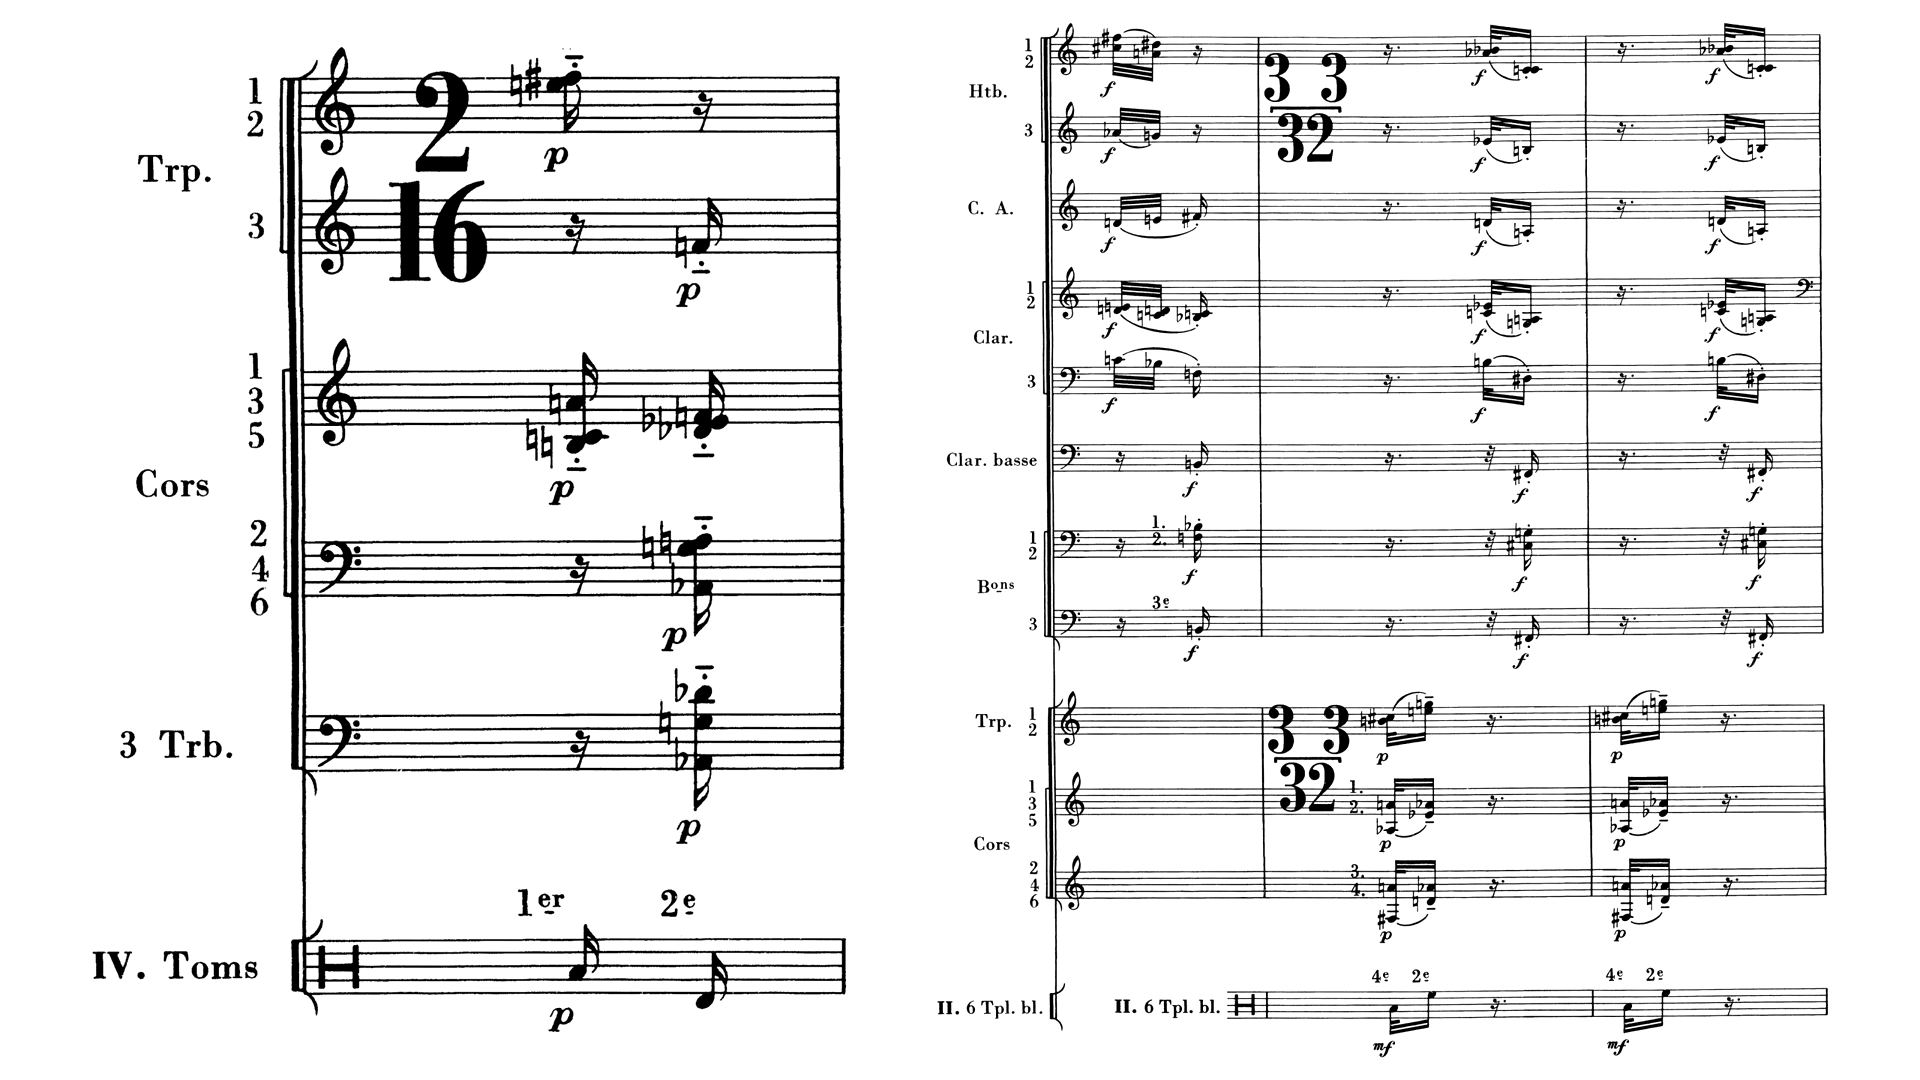 1
2
Trp.
3
2
16
p
p
1
3
5
Cors
2
4
6
p
p
3 Trb.
p
1er 2e
IV. Toms
p
1
2
Htb.
3
f
f
3 3
32
f
f
f
f
C. A.
f
f
f
1
2
Clar.
3
f
f
f
f
f
f
Clar. basse
f
f
f
1
2
Bons
3
1.
2.
f
f
f
3e
f
f
f
Trp.
1
2
3 3
32
p
p
1
3
5
Cors
2
4
6
1.
2.
p
p
3.
4.
p
p
4e 2e 4e 2e
II. 6 Tpl. bl. II. 6 Tpl. bl.
mf mf